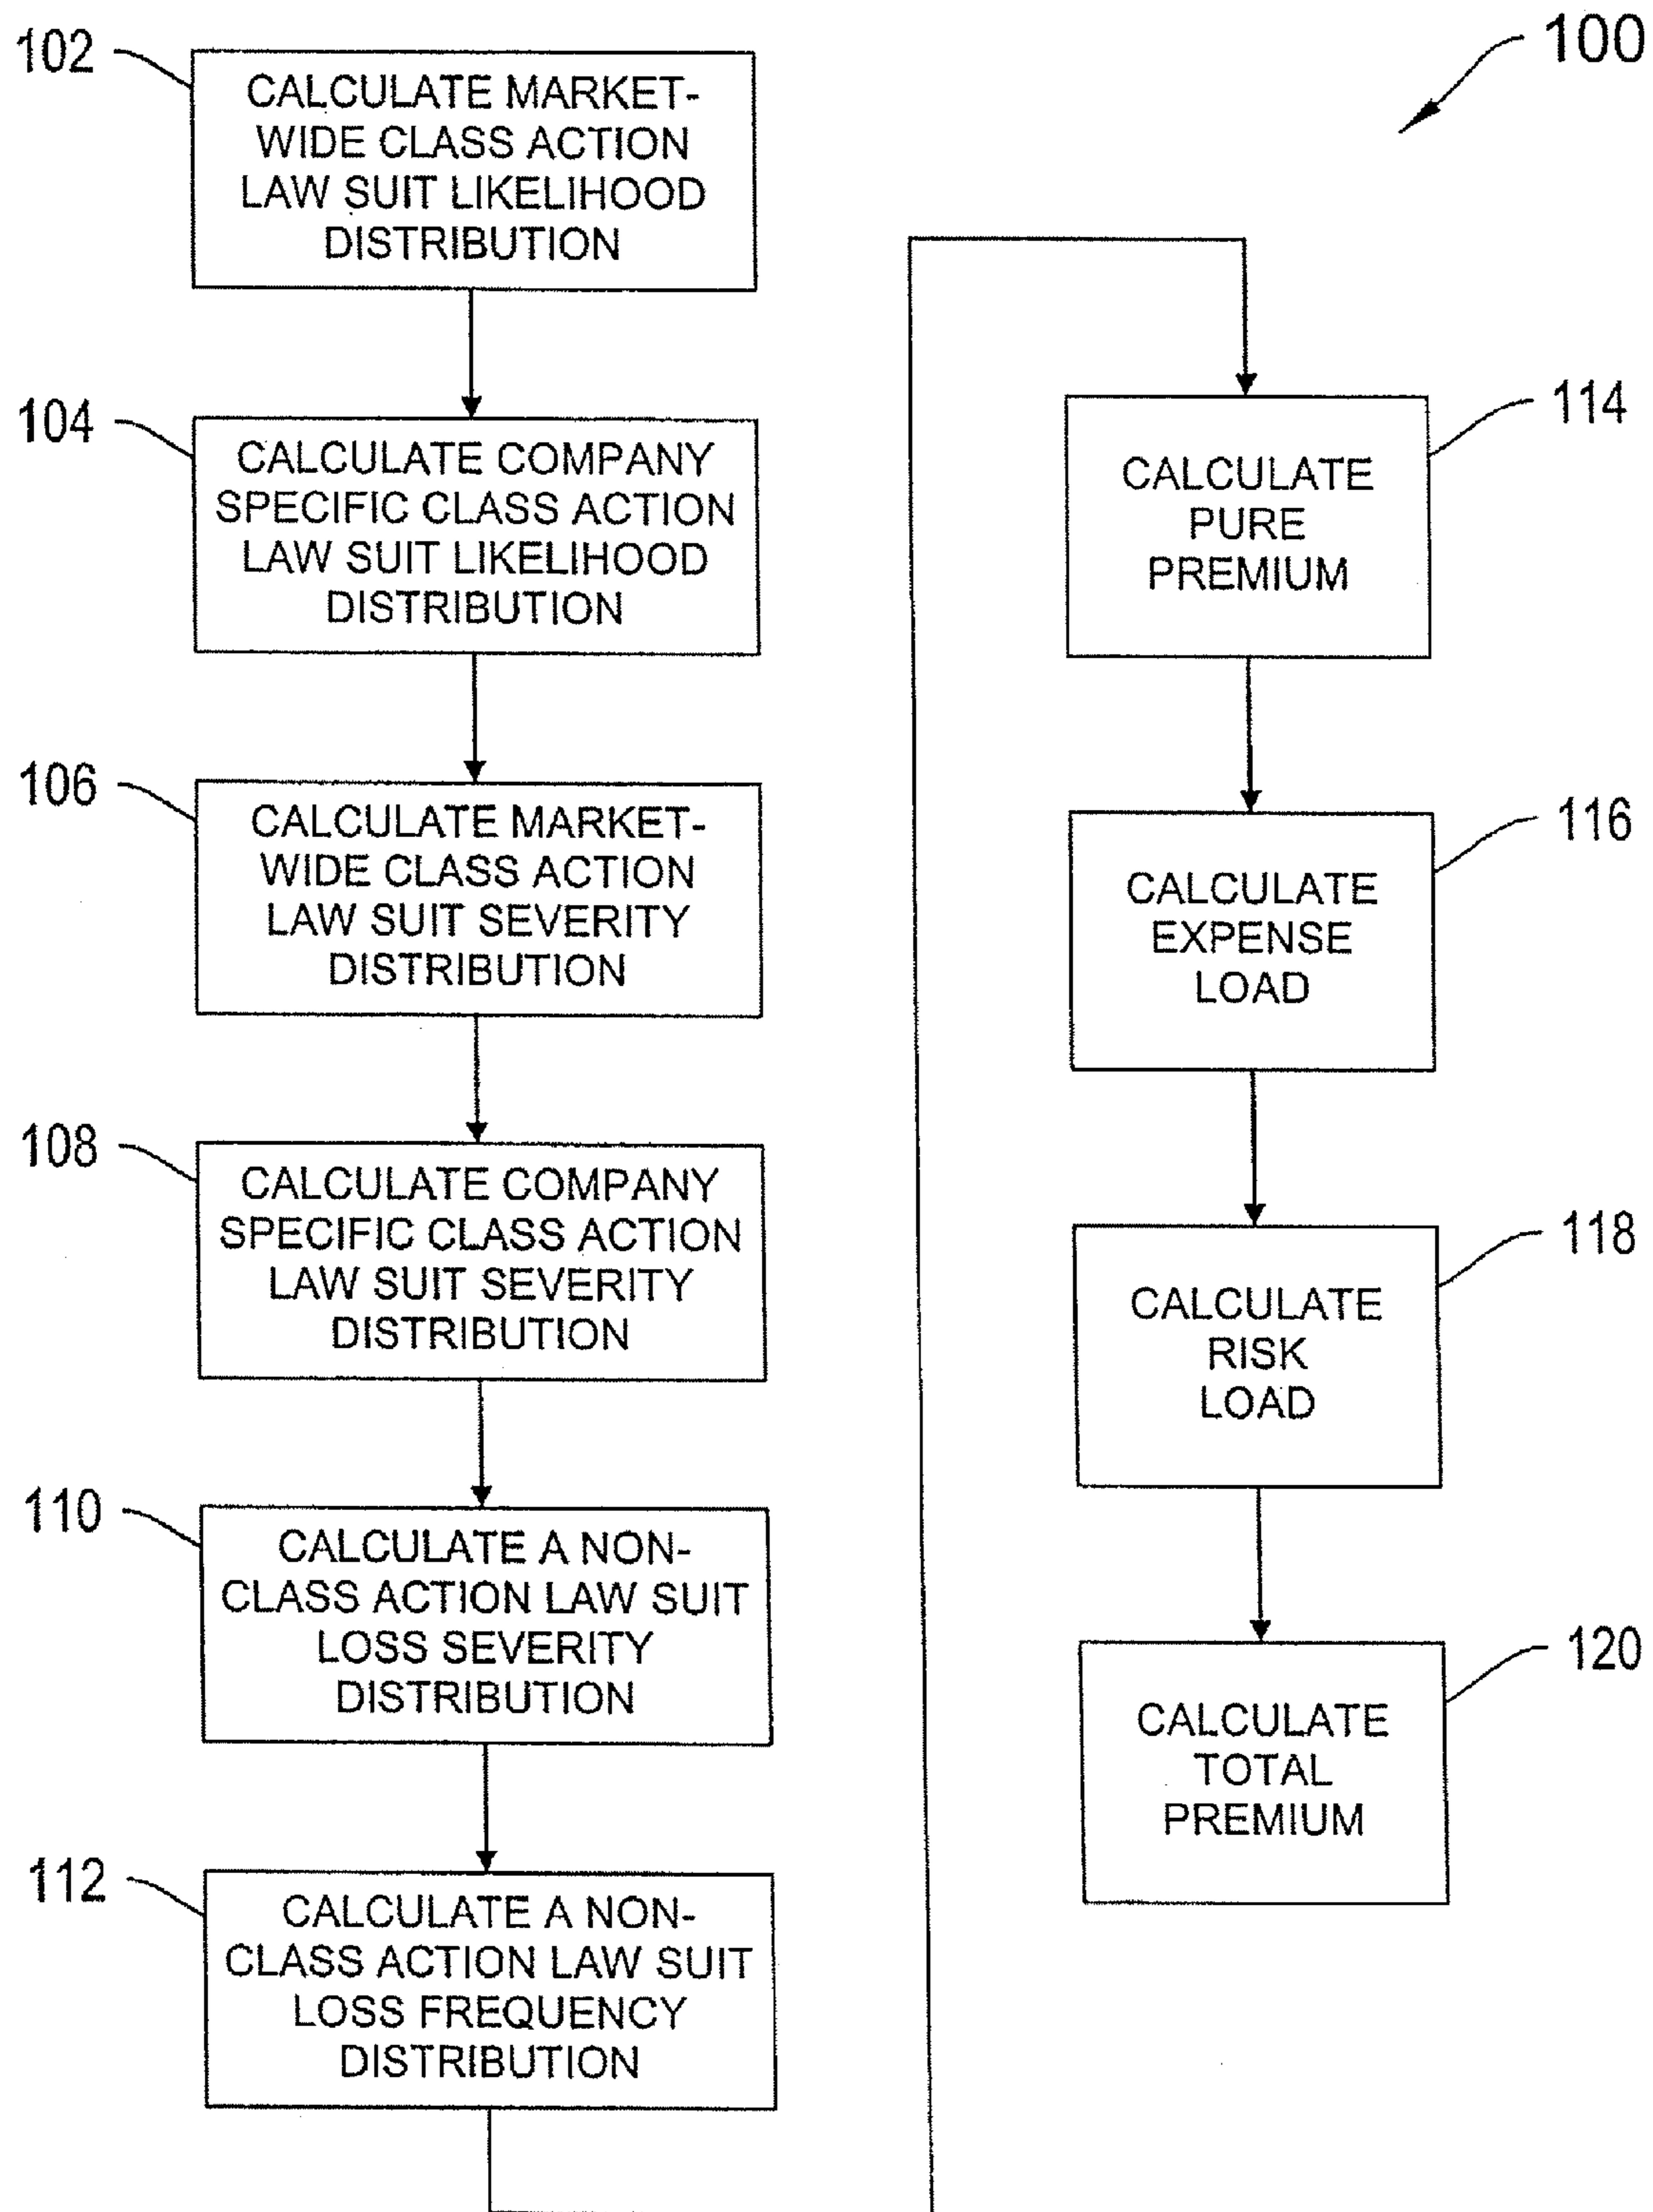 100
102
CALCULATE MARKET-
WIDE CLASS ACTION
LAW SUIT LIKELIHOOD
DISTRIBUTION
104
CALCULATE COMPANY
SPECIFIC CLASS ACTION
LAW SUIT LIKELIHOOD
DISTRIBUTION
106
CALCULATE MARKET-
WIDE CLASS ACTION
LAW SUIT SEVERITY
DISTRIBUTION
108
CALCULATE COMPANY
SPECIFIC CLASS ACTION
LAW SUIT SEVERITY
DISTRIBUTION
110
CALCULATE A NON-
CLASS ACTION LAW SUIT
LOSS SEVERITY
DISTRIBUTION
112
CALCULATE A NON-
CLASS ACTION LAW SUIT
LOSS FREQUENCY
DISTRIBUTION
114
CALCULATE
PURE
PREMIUM
116
CALCULATE
EXPENSE
LOAD
118
CALCULATE
RISK
LOAD
120
CALCULATE
TOTAL
PREMIUM